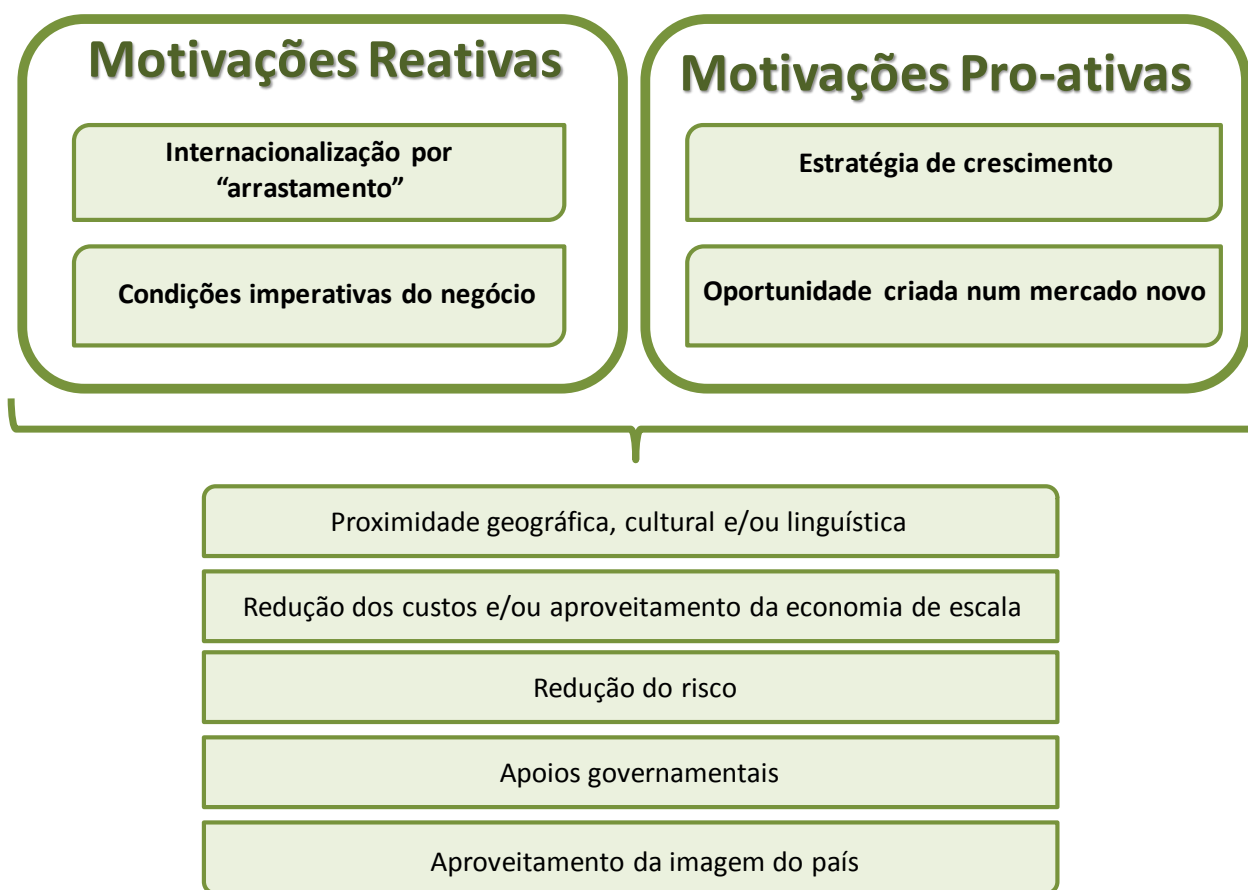 Motivações Reativas
Internacionalização por
“arrastamento”
Condições imperativas do negócio
Motivações Pro-ativas
Estratégia de crescimento
Oportunidade criada num mercado novo
Proximidade geográfica, cultural e/ou linguística
Redução dos custos e/ou aproveitamento da economia de escala
Redução do risco
Apoios governamentais
Aproveitamento da imagem do país